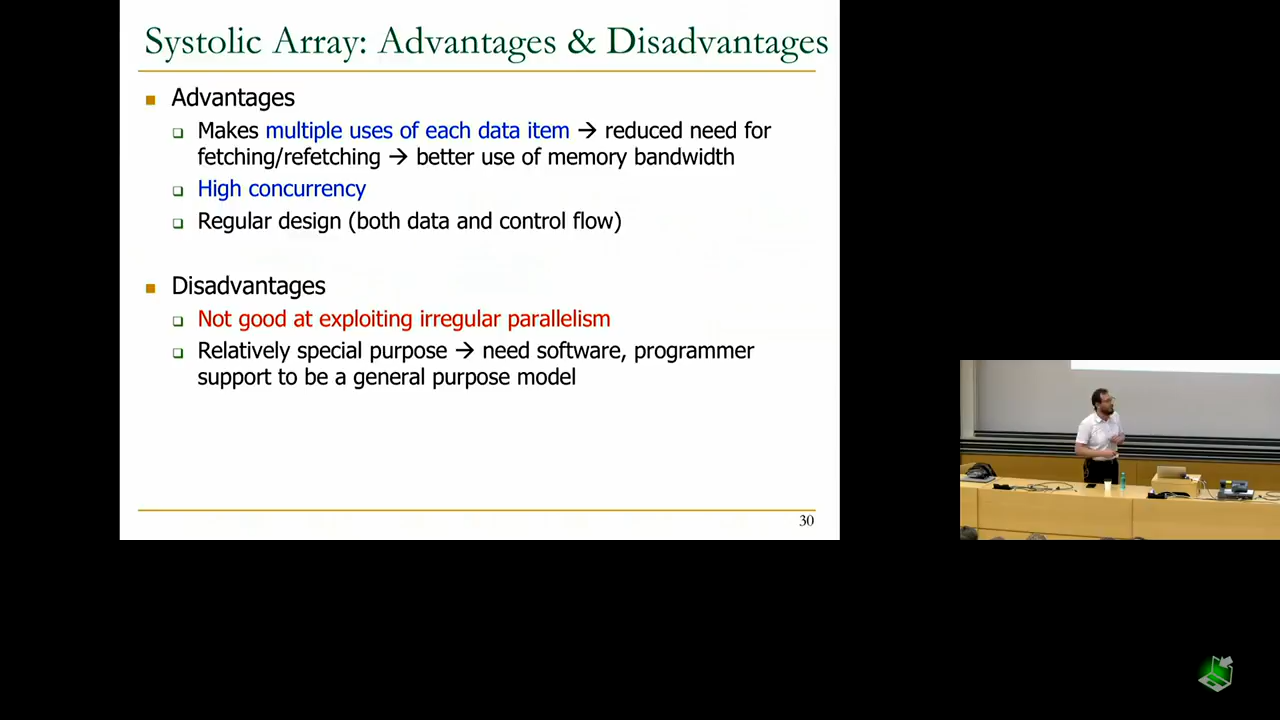 Systolic Array: Advantages & Disadvantages
Advantages
Makes multiple uses of each data item → reduced need for
fetching/refetching → better use of memory bandwidth
High concurrency
Regular design (both data and control flow)
Disadvantages
Not good at exploiting irregular parallelism
Relatively special purpose → need software, programmer
support to be a general purpose model
30